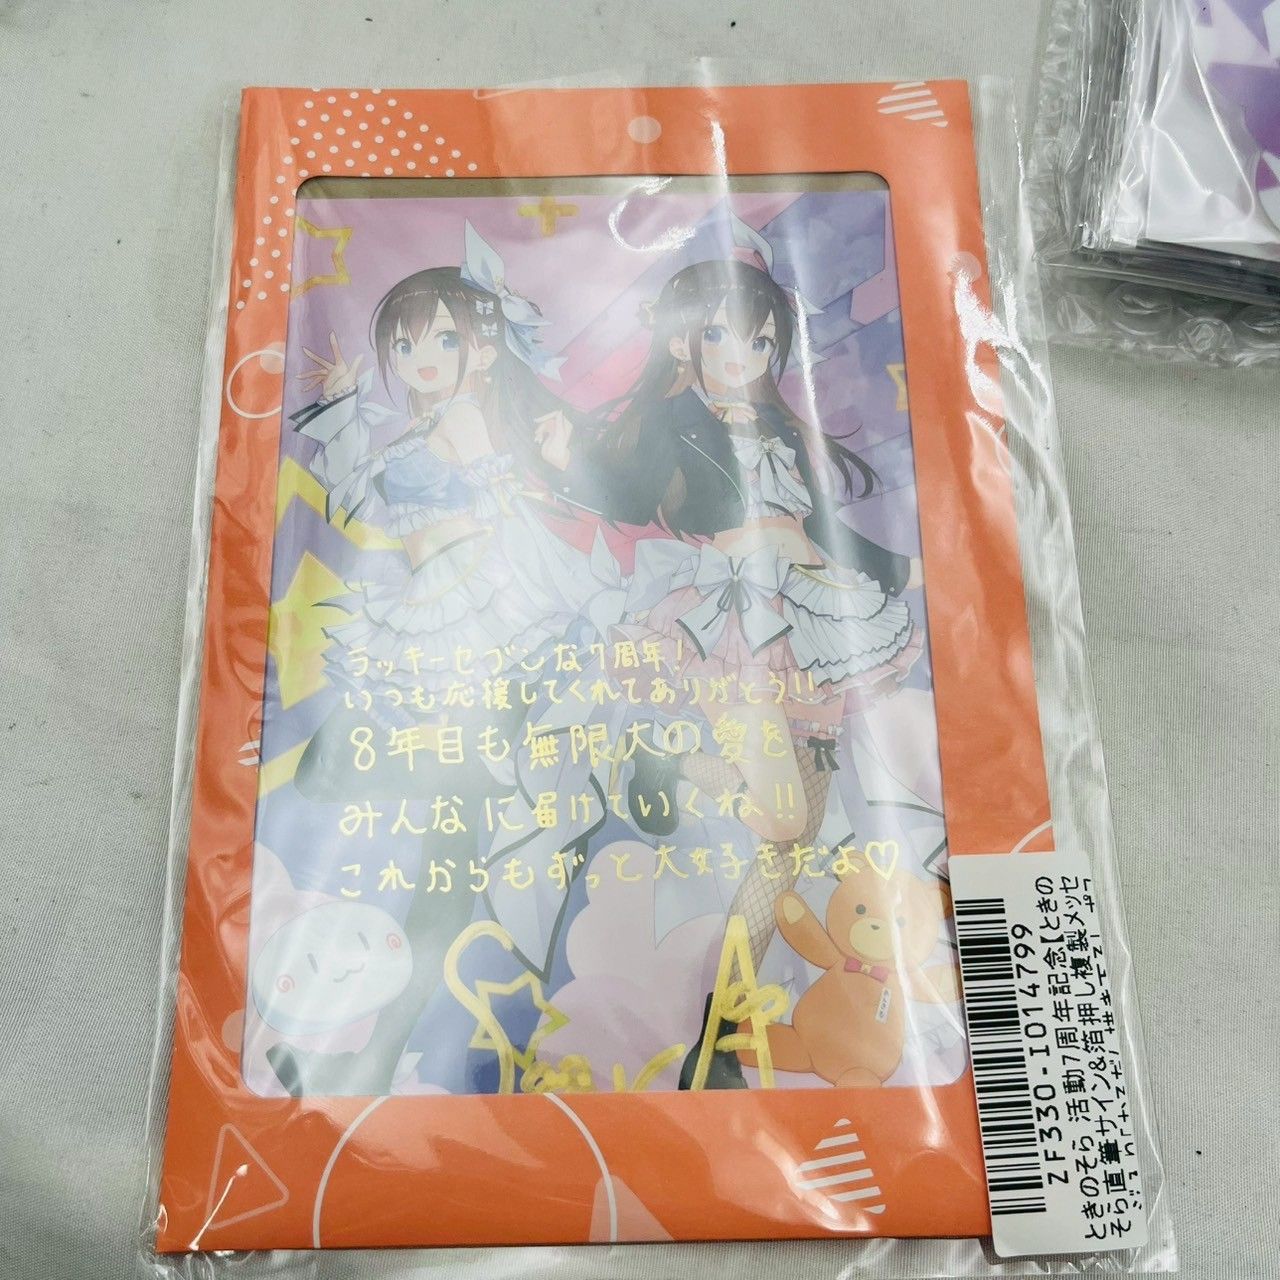 ラッキーセブンな7周年!
いつも応援してくれてありがとう!!
8年目も無限大の愛を
みんなに届けていくね!!
これからもずっと大好きだよ♡
ZF330-I014799
ときのそら 活動7周年記念【ときの
そら直筆サイン&箔押し複製メッセ